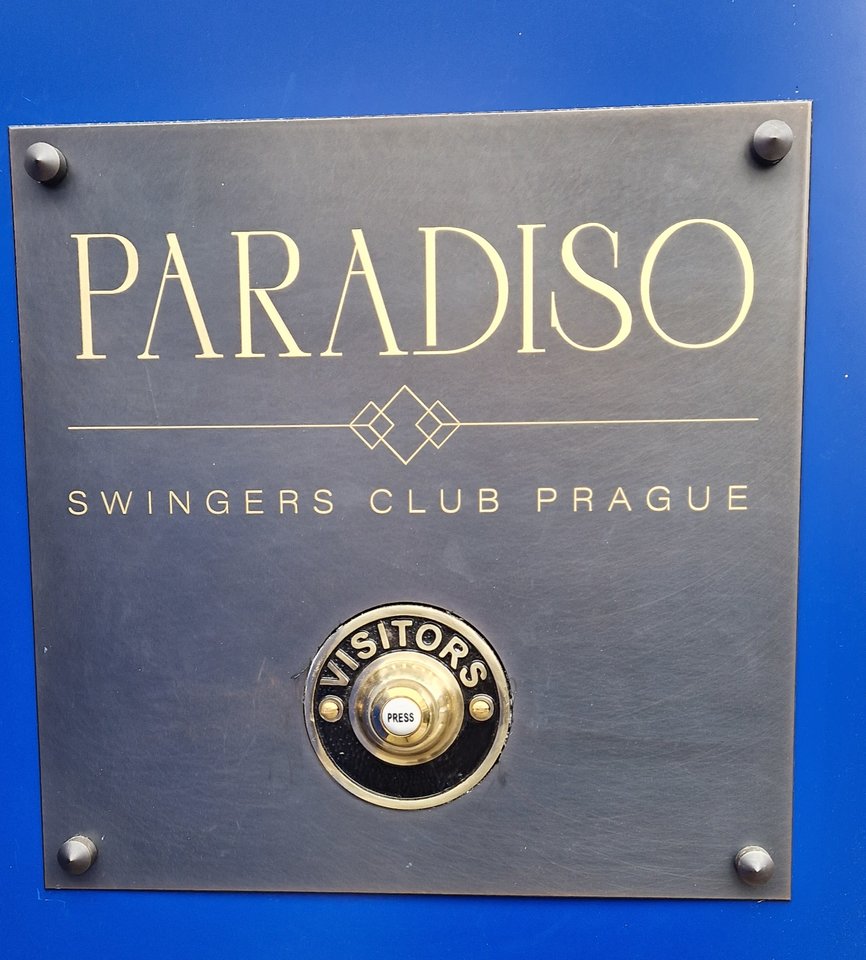 PARADISO
SWINGERS CLUB PRAGUE
VISITORS
PRESS